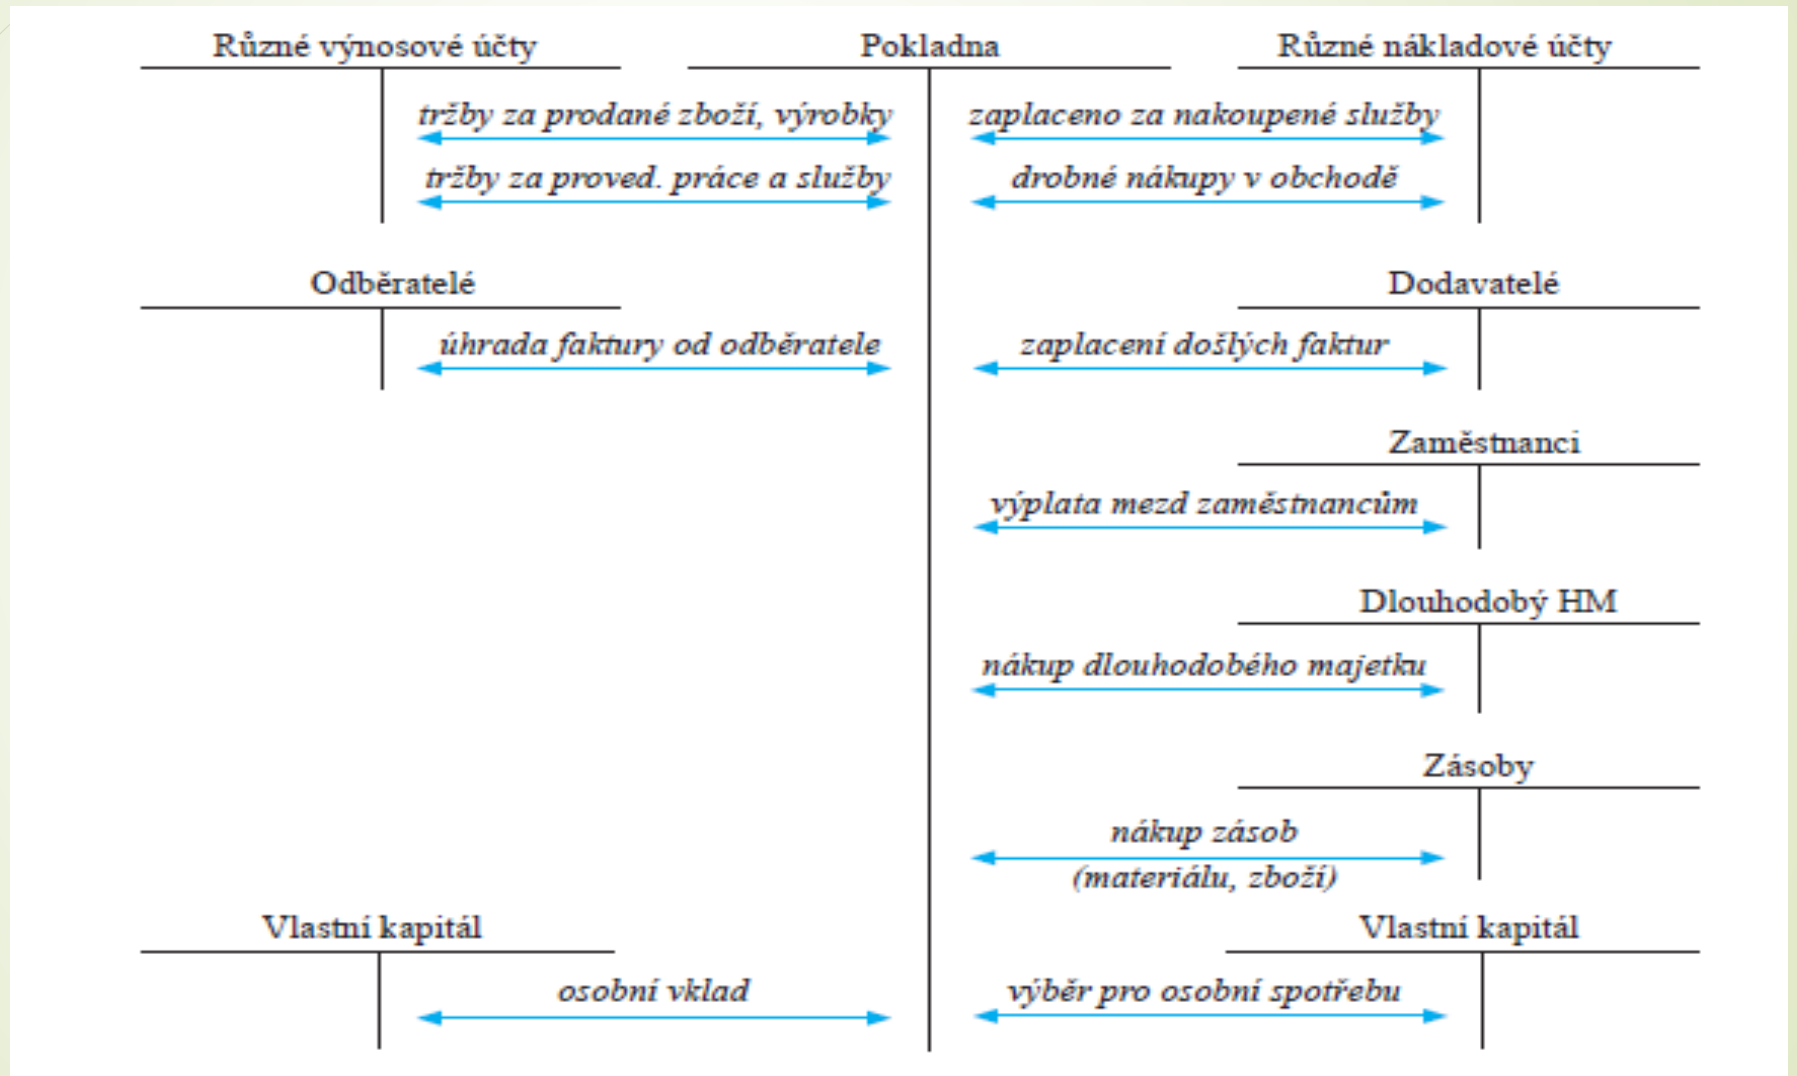 Různé výnosové účty
Pokladna
Různé nákladové účty
tržby za prodané zboží, výrobky
zaplaceno za nakoupené služby
tržby za proved. práce a služby
drobné nákupy v obchodě
Odběratelé
Dodavatelé
úhrada faktury od odběratele
zaplacení došlých faktur
Zaměstnanci
výplata mezd zaměstnancům
Dlouhodobý HM
nákup dlouhodobého majetku
Zásoby
nákup zásob
(materiálu, zboží)
Vlastní kapitál
Vlastní kapitál
osobní vklad
výběr pro osobní spotřebu